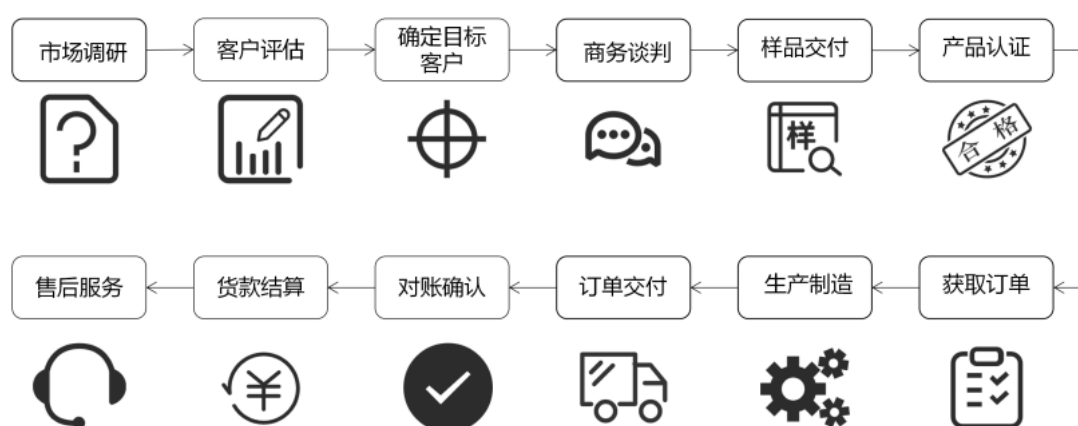 市场调研
客户评估
确定目标
客户
商务谈判
样品交付
产品认证
样
合格
售后服务
货款结算
对账确认
订单交付
生产制造
获取订单